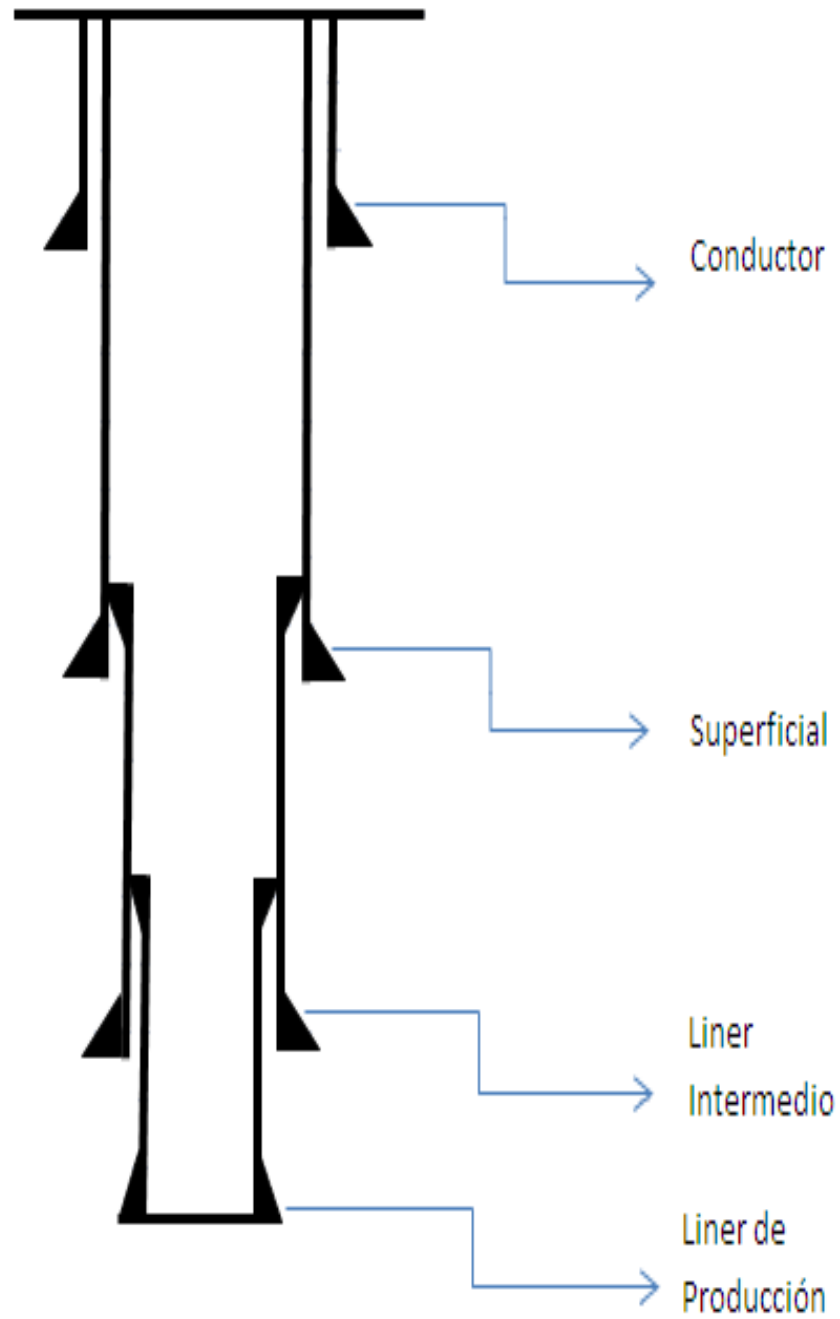 Conductor
Superficial
Liner
Intermedio
Liner de
Producción